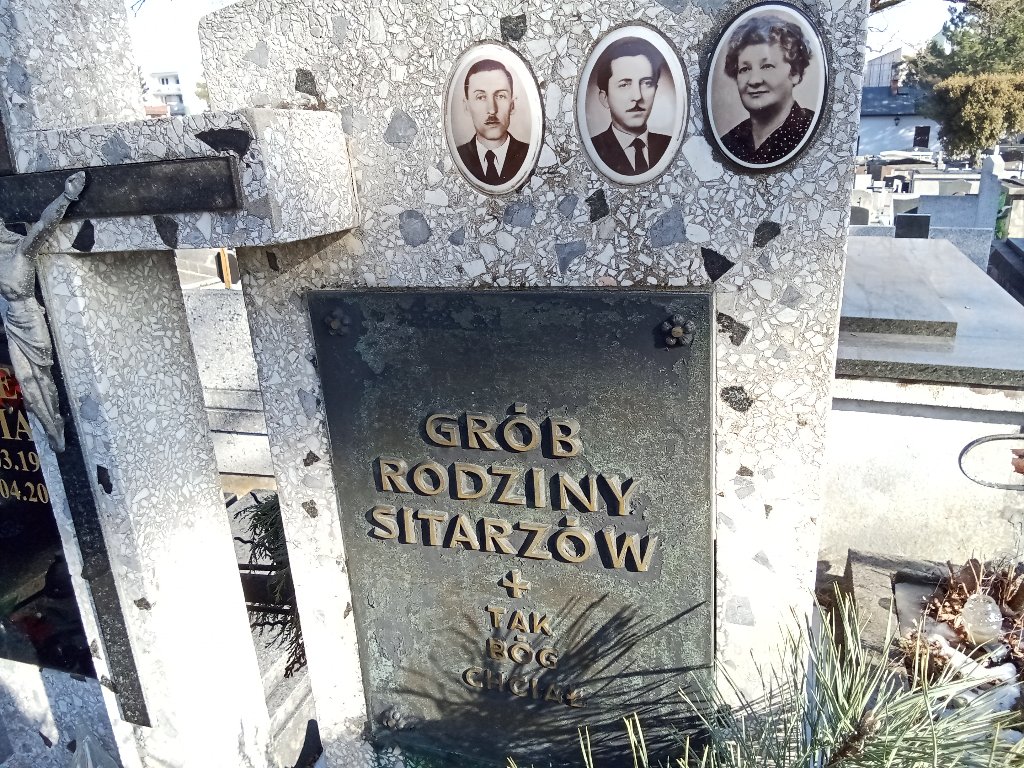 GRÓB
RODZINY
SITARZÓW
+
TAK
BÓG
CHCIAŁ